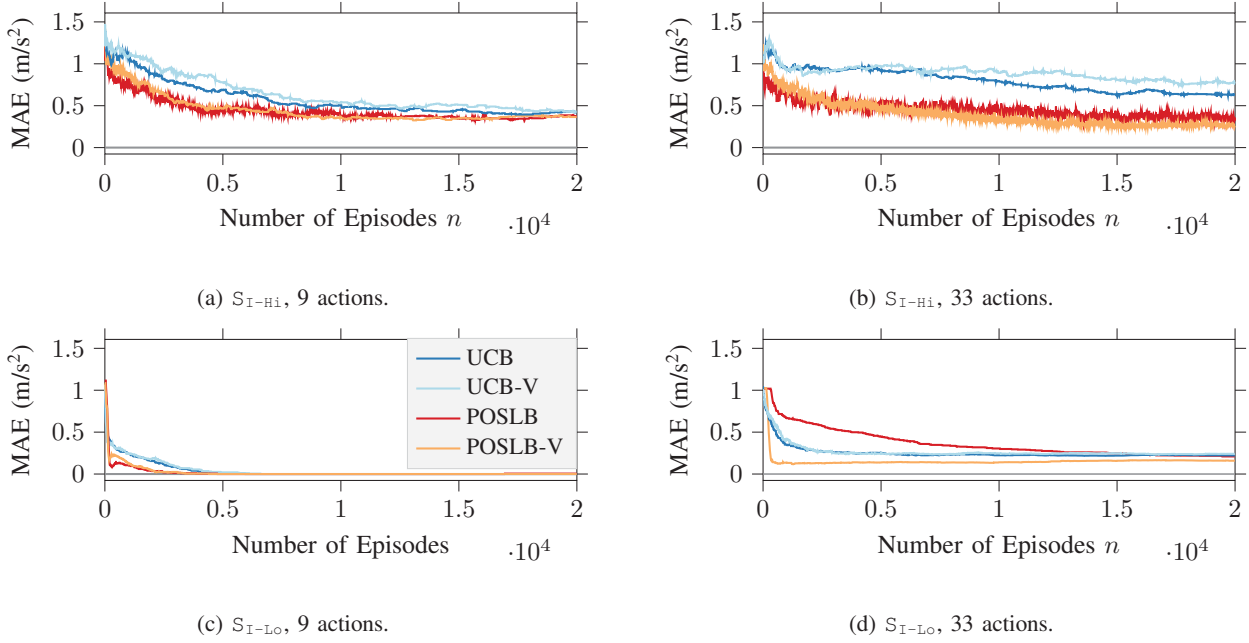 MAE (m/s²)
1.5
1
0.5
0
0 0.5 1 1.5 2
Number of Episodes n
·10⁴
(a) S_I-Hi, 9 actions.
MAE (m/s²)
1.5
1
0.5
0
0 0.5 1 1.5 2
Number of Episodes n
·10⁴
(b) S_I-Hi, 33 actions.
MAE (m/s²)
1.5
1
0.5
0
UCB
UCB-V
POSLB
POSLB-V
0 0.5 1 1.5 2
Number of Episodes
·10⁴
(c) S_I-Lo, 9 actions.
MAE (m/s²)
1.5
1
0.5
0
0 0.5 1 1.5 2
Number of Episodes n
·10⁴
(d) S_I-Lo, 33 actions.